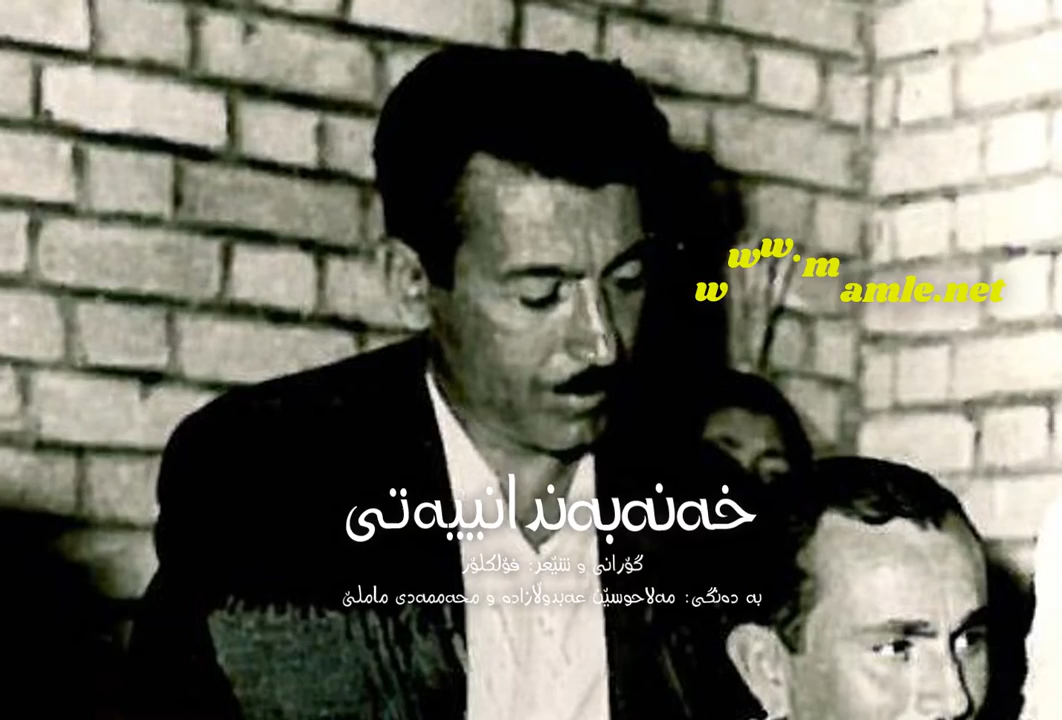 www.mamle.net
خەنەبەندانییەتی
گۆرانی و شێعر: فۆلکلۆر
بە دەنگی: مەلاحوسێن عەبدوڵازادە و محەممەدی ماملێ